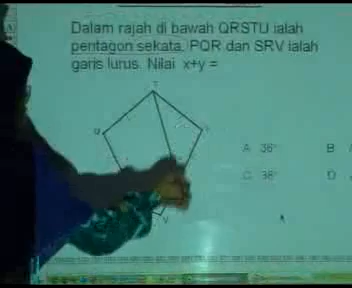 Dalam rajah di bawah QRSTU ialah
pentagon sekata. PQR dan SRV ialah
garis lurus. Nilai x+y =
T
U
A 36°
B
C 38°
D
V